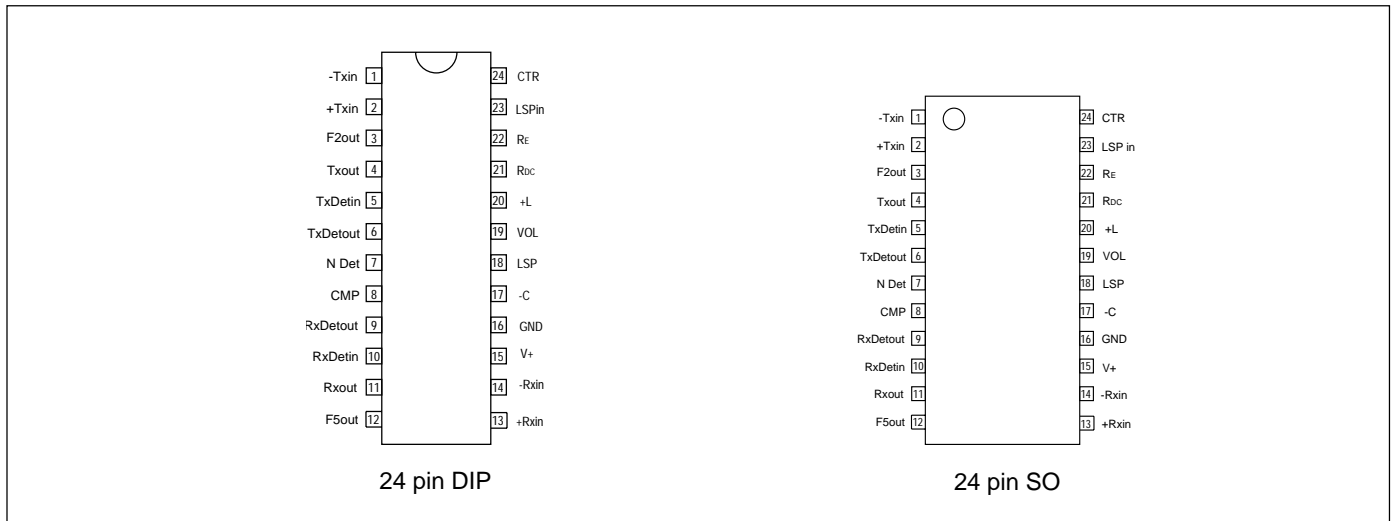 -Txin 1 24 CTR
+Txin 2 23 LSPin
F2out 3 22 RE
Txout 4 21 RDC
TxDetin 5 20 +L
TxDetout 6 19 VOL
N Det 7 18 LSP
CMP 8 17 -C
RxDetout 9 16 GND
RxDetin 10 15 V+
Rxout 11 14 -Rxin
F5out 12 13 +Rxin
24 pin DIP
-Txin 1 24 CTR
+Txin 2 23 LSP in
F2out 3 22 RE
Txout 4 21 RDC
TxDetin 5 20 +L
TxDetout 6 19 VOL
N Det 7 18 LSP
CMP 8 17 -C
RxDetout 9 16 GND
RxDetin 10 15 V+
Rxout 11 14 -Rxin
F5out 12 13 +Rxin
24 pin SO